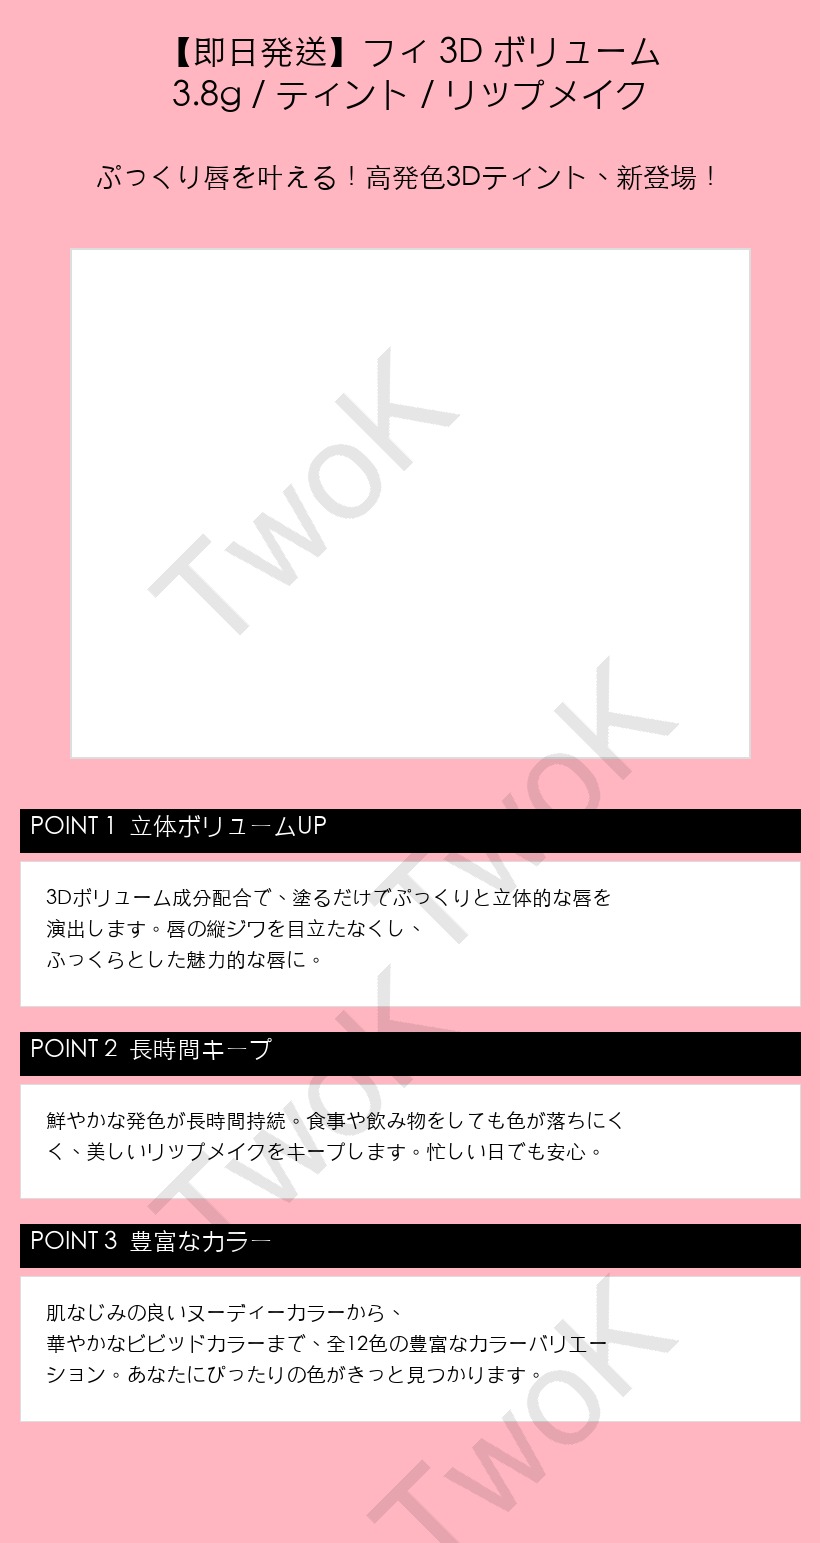 【即日発送】フィ 3D ボリューム
3.8g / ティント / リップメイク
ぷっくり唇を叶える！高発色3Dティント、新登場！
TwoK
TwoK
POINT 1 立体ボリュームUP
3Dボリューム成分配合で、塗るだけでぷっくりと立体的な唇を
演出します。唇の縦ジワを目立たなくし、
ふっくらとした魅力的な唇に。
TwoK
POINT 2 長時間キープ
鮮やかな発色が長時間持続。食事や飲み物をしても色が落ちにく
く、美しいリップメイクをキープします。忙しい日でも安心。
POINT 3 豊富なカラー
肌なじみの良いヌーディーカラーから、
華やかなビビッドカラーまで、全12色の豊富なカラーバリエー
ション。あなたにぴったりの色がきっと見つかります。
TwoK